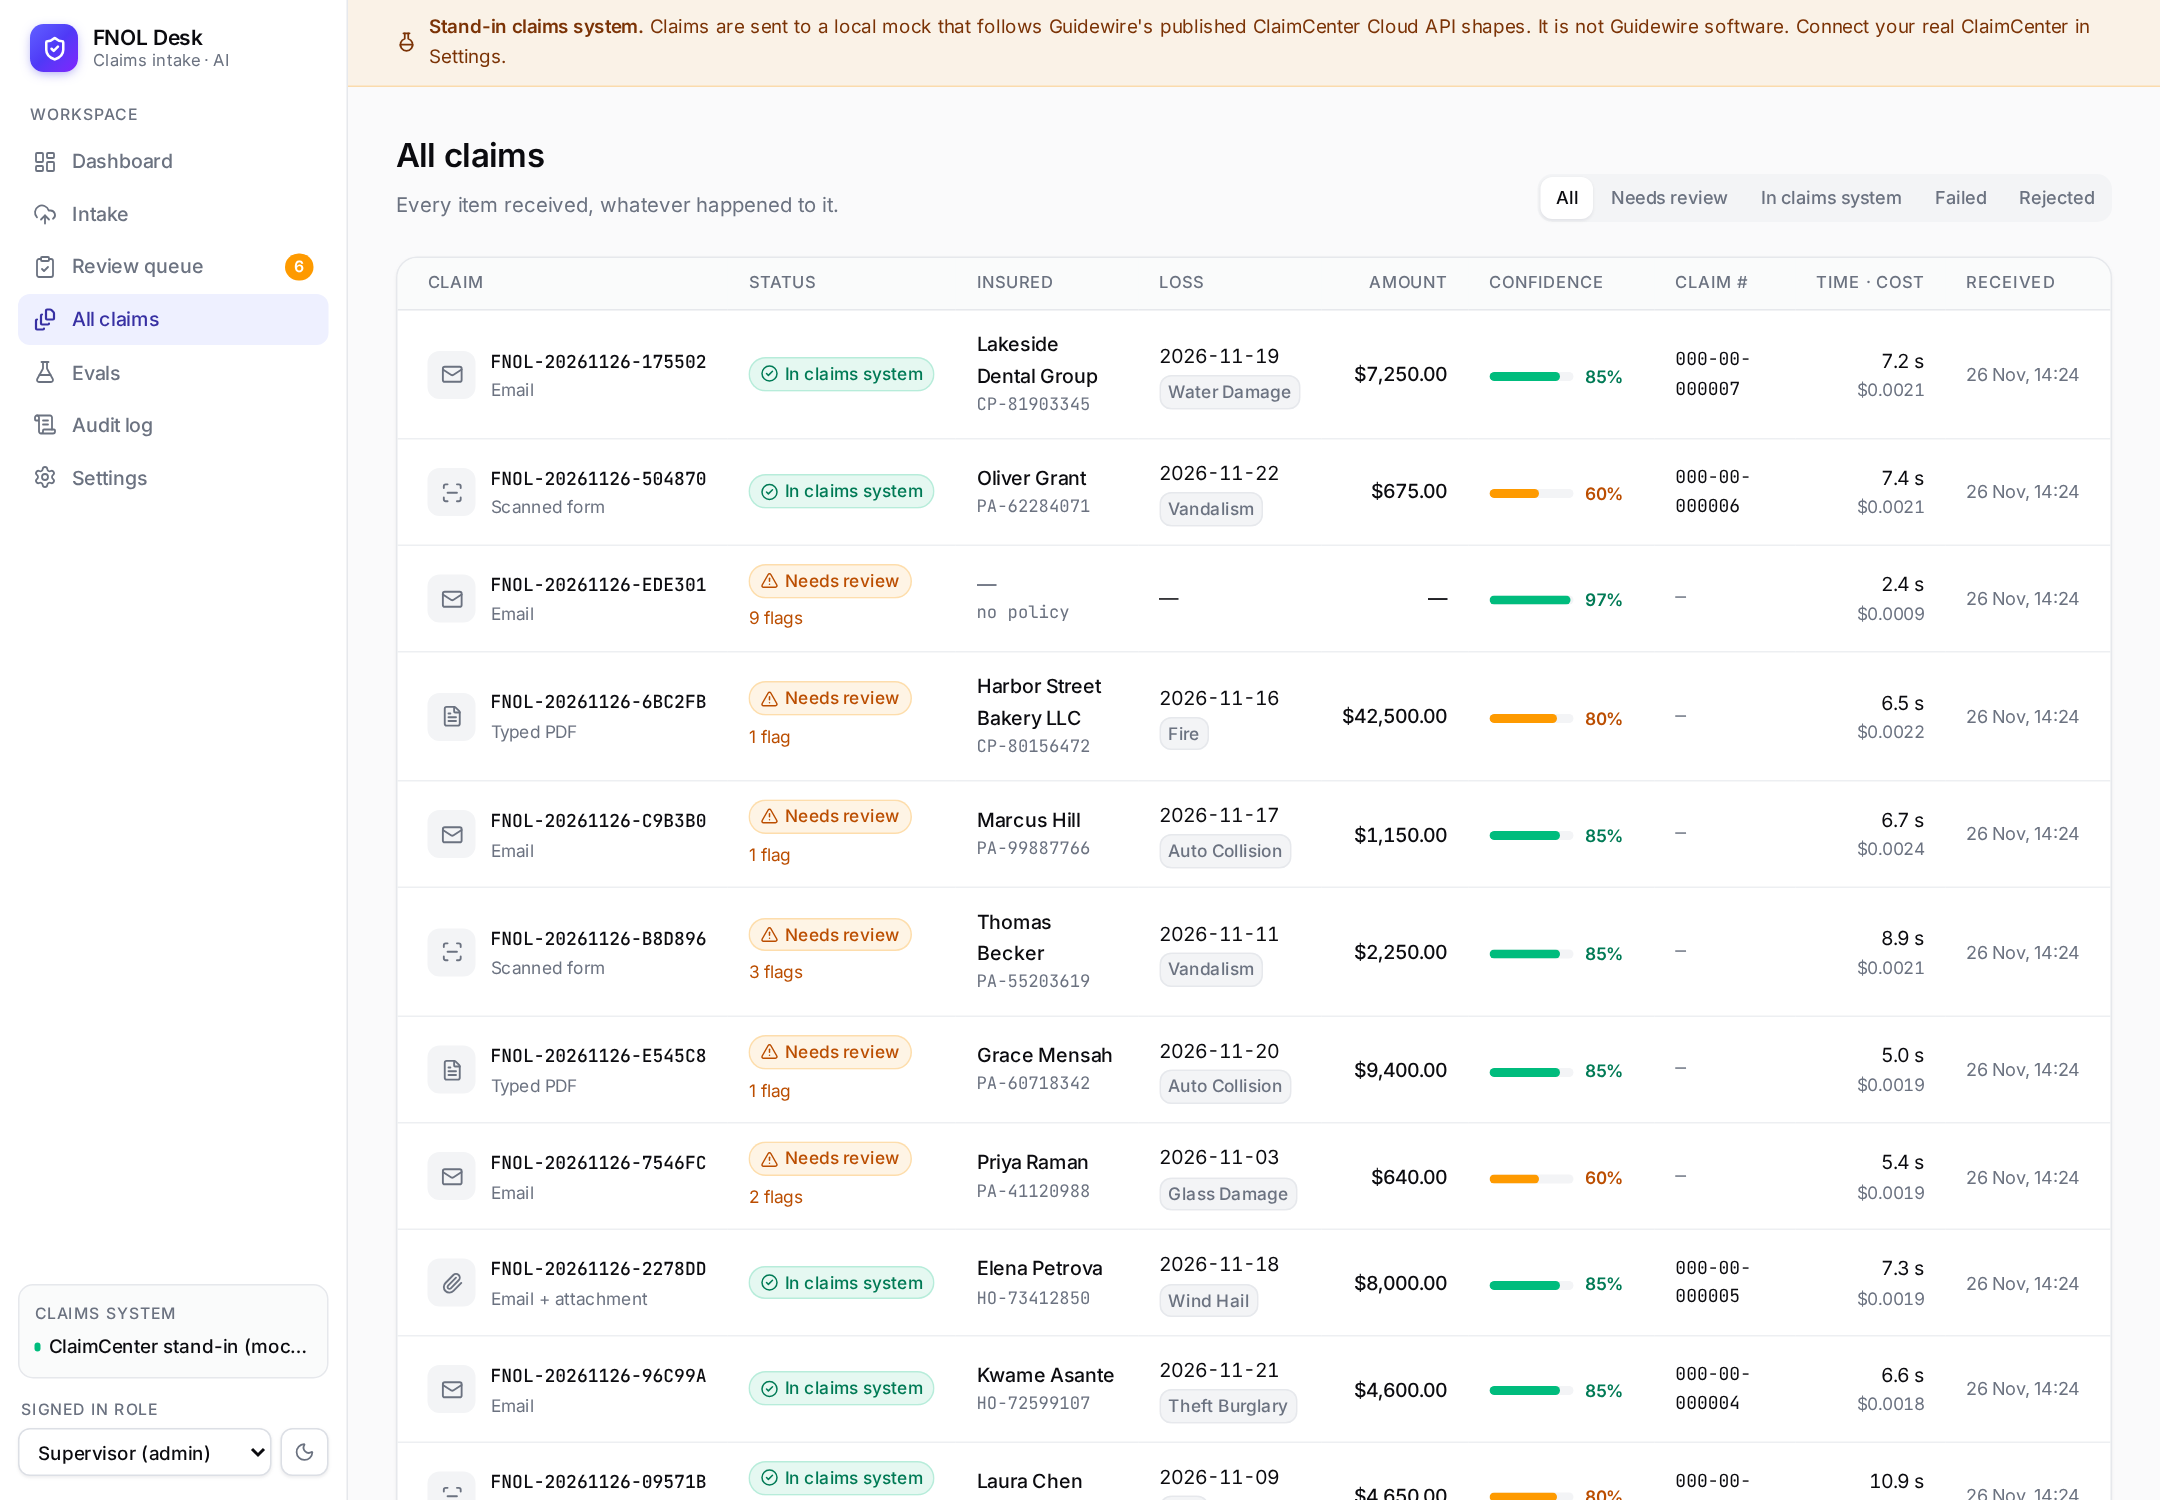 FNOL Desk
Claims intake · AI
WORKSPACE
Dashboard
Intake
Review queue 6
All claims
Evals
Audit log
Settings
CLAIMS SYSTEM
ClaimCenter stand-in (moc...
SIGNED IN ROLE
Supervisor (admin)
Stand-in claims system. Claims are sent to a local mock that follows Guidewire's published ClaimCenter Cloud API shapes. It is not Guidewire software. Connect your real ClaimCenter in
Settings.
All claims
Every item received, whatever happened to it.
All Needs review In claims system Failed Rejected
CLAIM STATUS INSURED LOSS AMOUNT CONFIDENCE CLAIM # TIME · COST RECEIVED
FNOL-20261126-175502
Email
In claims system
Lakeside
Dental Group
CP-81903345
2026-11-19
Water Damage
$7,250.00
85%
000-00-
000007
7.2 s
$0.0021
26 Nov, 14:24
FNOL-20261126-504870
Scanned form
In claims system
Oliver Grant
PA-62284071
2026-11-22
Vandalism
$675.00
60%
000-00-
000006
7.4 s
$0.0021
26 Nov, 14:24
FNOL-20261126-EDE301
Email
Needs review
9 flags
—
no policy
—
—
97%
—
2.4 s
$0.0009
26 Nov, 14:24
FNOL-20261126-6BC2FB
Typed PDF
Needs review
1 flag
Harbor Street
Bakery LLC
CP-80156472
2026-11-16
Fire
$42,500.00
80%
—
6.5 s
$0.0022
26 Nov, 14:24
FNOL-20261126-C9B3B0
Email
Needs review
1 flag
Marcus Hill
PA-99887766
2026-11-17
Auto Collision
$1,150.00
85%
—
6.7 s
$0.0024
26 Nov, 14:24
FNOL-20261126-B8D896
Scanned form
Needs review
3 flags
Thomas
Becker
PA-55203619
2026-11-11
Vandalism
$2,250.00
85%
—
8.9 s
$0.0021
26 Nov, 14:24
FNOL-20261126-E545C8
Typed PDF
Needs review
1 flag
Grace Mensah
PA-60718342
2026-11-20
Auto Collision
$9,400.00
85%
—
5.0 s
$0.0019
26 Nov, 14:24
FNOL-20261126-7546FC
Email
Needs review
2 flags
Priya Raman
PA-41120988
2026-11-03
Glass Damage
$640.00
60%
—
5.4 s
$0.0019
26 Nov, 14:24
FNOL-20261126-2278DD
Email + attachment
In claims system
Elena Petrova
HO-73412850
2026-11-18
Wind Hail
$8,000.00
85%
000-00-
000005
7.3 s
$0.0019
26 Nov, 14:24
FNOL-20261126-96C99A
Email
In claims system
Kwame Asante
HO-72599107
2026-11-21
Theft Burglary
$4,600.00
85%
000-00-
000004
6.6 s
$0.0018
26 Nov, 14:24
FNOL-20261126-09571B
In claims system
Laura Chen
2026-11-09
$4,650.00
80%
000-00-
10.9 s
26 Nov, 14:24